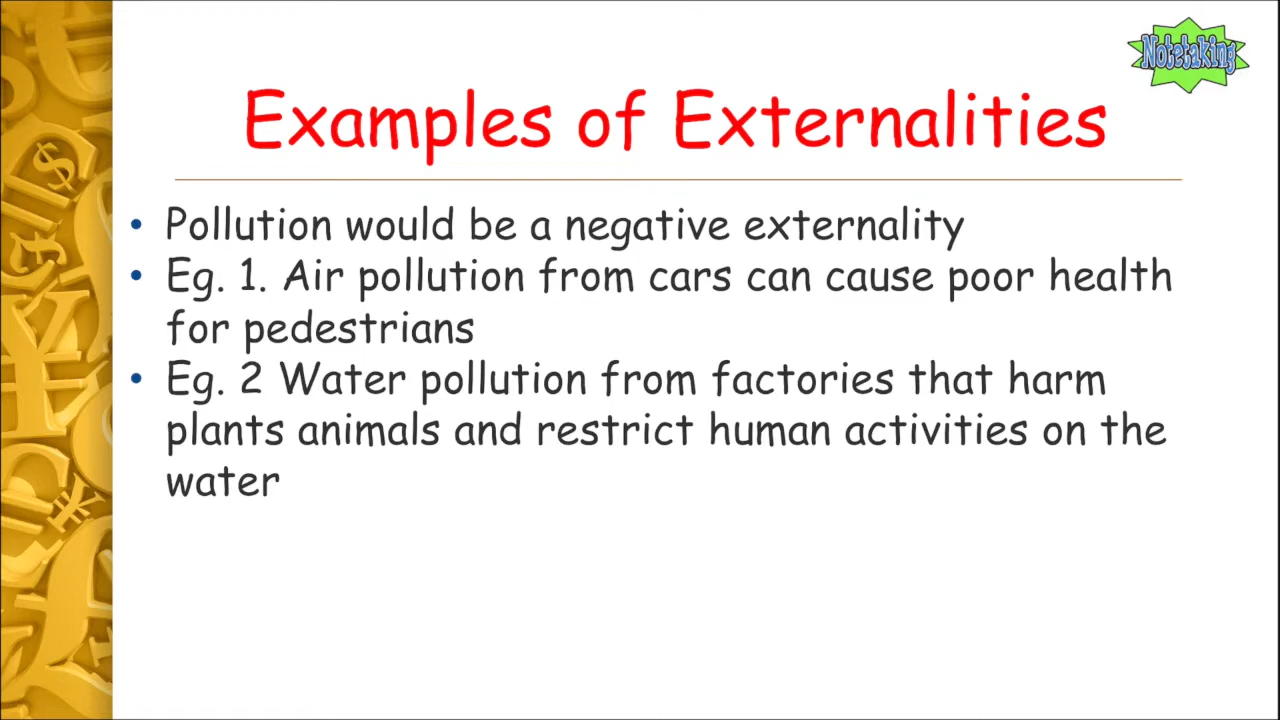 Notetaking
Examples of Externalities
• Pollution would be a negative externality
• Eg. 1. Air pollution from cars can cause poor health
for pedestrians
• Eg. 2 Water pollution from factories that harm
plants animals and restrict human activities on the
water